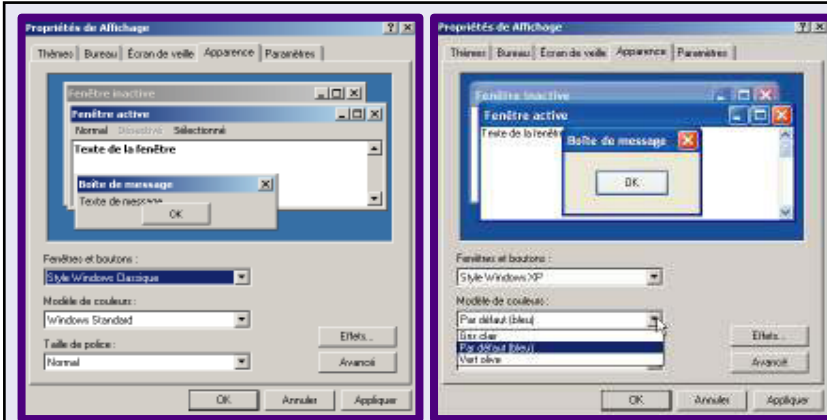 Propriétés de Affichage
Thèmes Bureau Écran de veille Apparence Paramètres
Fenêtre inactive
Fenêtre active
Normal Désactivé Sélectionné
Texte de la fenêtre
Boîte de message
Texte de message
OK
Fenêtres et boutons :
Style Windows Classique
Modèle de couleurs :
Windows Standard
Taille de police :
Normal
Effets...
Avancé
OK Annuler Appliquer
Propriétés de Affichage
Thèmes Bureau Écran de veille Apparence Paramètres
Fenêtre inactive
Fenêtre active
Texte de la fenêtre
Boîte de message
OK
Fenêtres et boutons :
Style Windows XP
Modèle de couleurs :
Par défaut (bleu)
Gris clair
Par défaut (bleu)
Vert olive
Effets...
Avancé
OK Annuler Appliquer